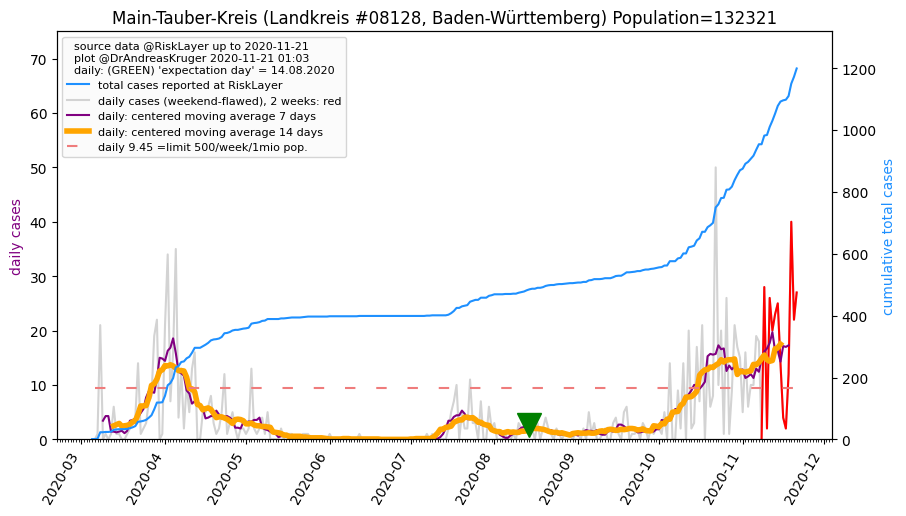 Main-Tauber-Kreis (Landkreis #08128, Baden-Württemberg) Population=132321
source data @RiskLayer up to 2020-11-21
plot @DrAndreasKruger 2020-11-21 01:03
daily: (GREEN) 'expectation day' = 14.08.2020
total cases reported at RiskLayer
daily cases (weekend-flawed), 2 weeks: red
daily: centered moving average 7 days
daily: centered moving average 14 days
daily 9.45 =limit 500/week/1mio pop.
daily cases
70
60
50
40
30
20
10
0
cumulative total cases
1200
1000
800
600
400
200
0
2020-03
2020-04
2020-05
2020-06
2020-07
2020-08
2020-09
2020-10
2020-11
2020-12